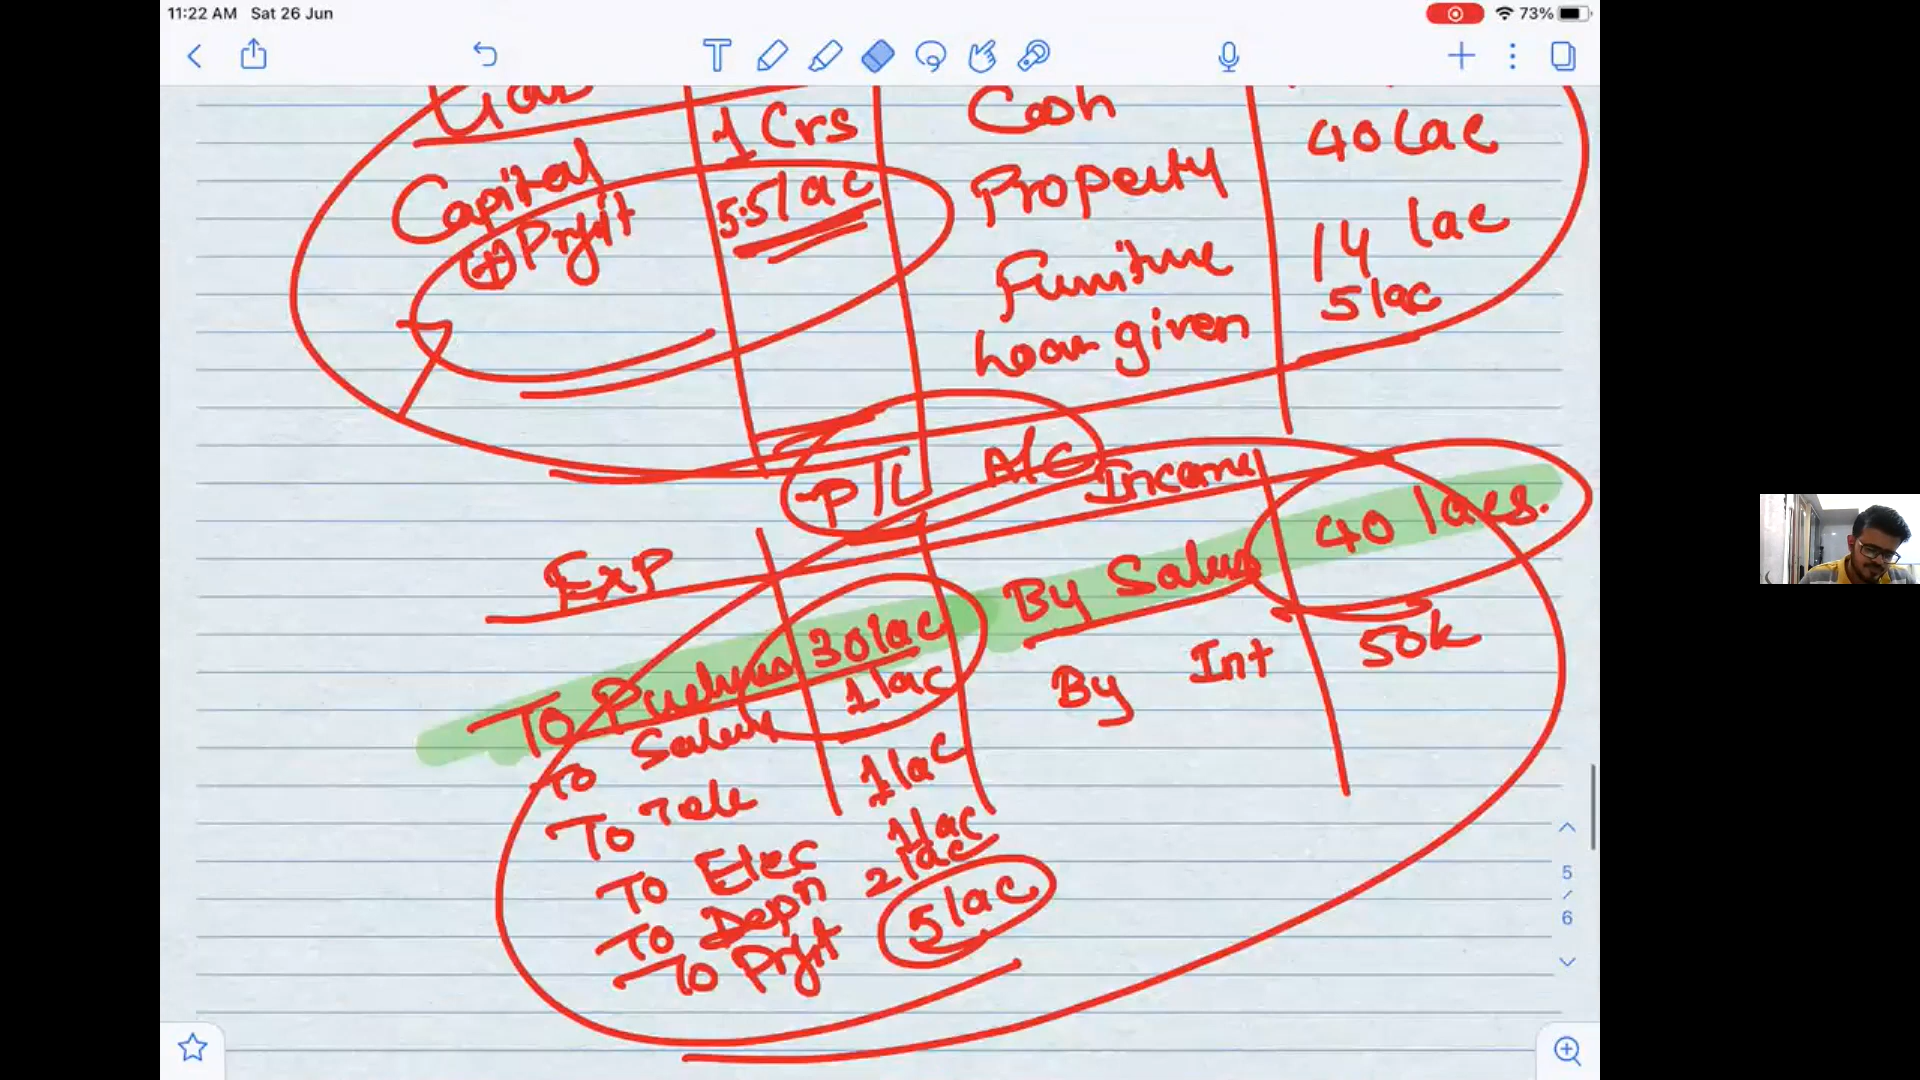 11:22 AM Sat 26 Jun
73%
Cash
1 Crs
40 lac
Capital
Property
5.5 lac
+ Profit
14 lac
Furniture
5 lac
Loan given
P/L A/C
Income
Exp
By Sales 40 lacs.
To Purchases 30 lac
By Int 50k
To Salary 1 lac
To Tele 1 lac
To Elec 1 lac
To Depn 2 lac
To Profit 5 lac
5
/
6